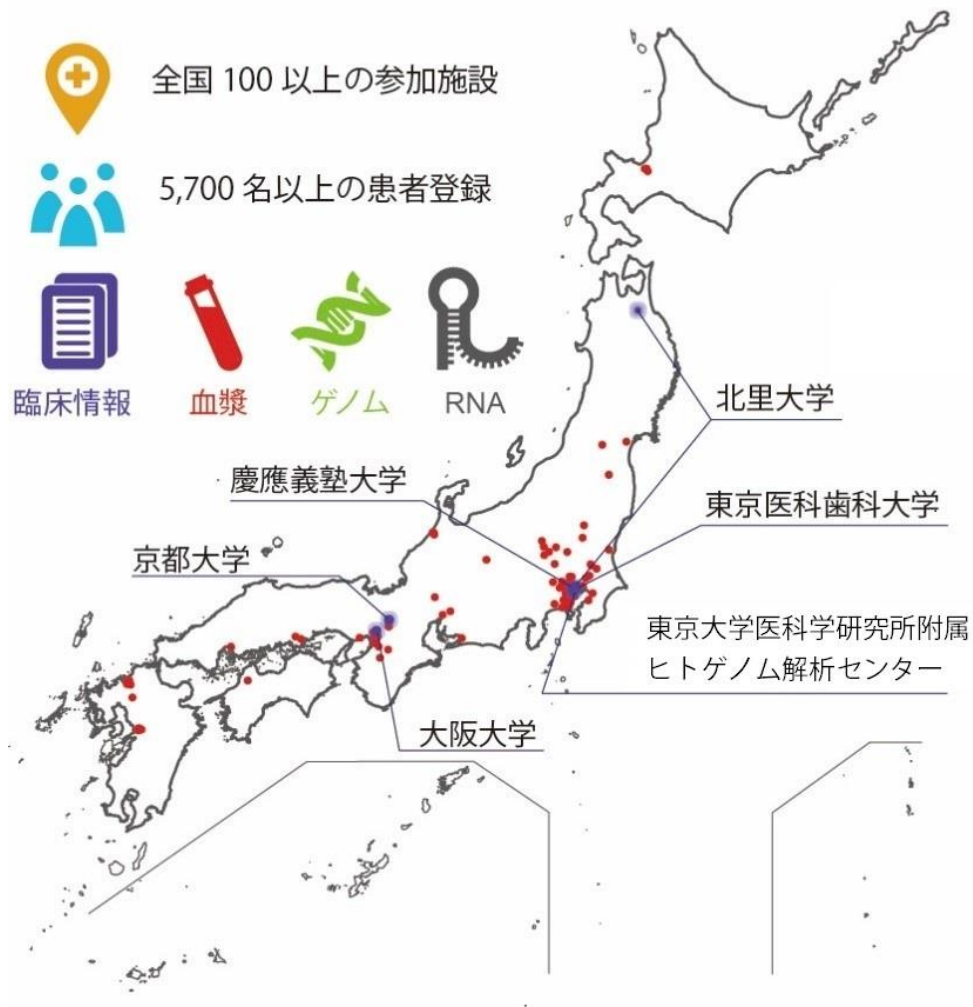 全国 100 以上の参加施設
5,700 名以上の患者登録
臨床情報
血漿
ゲノム
RNA
北里大学
慶應義塾大学
東京医科歯科大学
京都大学
東京大学医科学研究所附属
ヒトゲノム解析センター
大阪大学